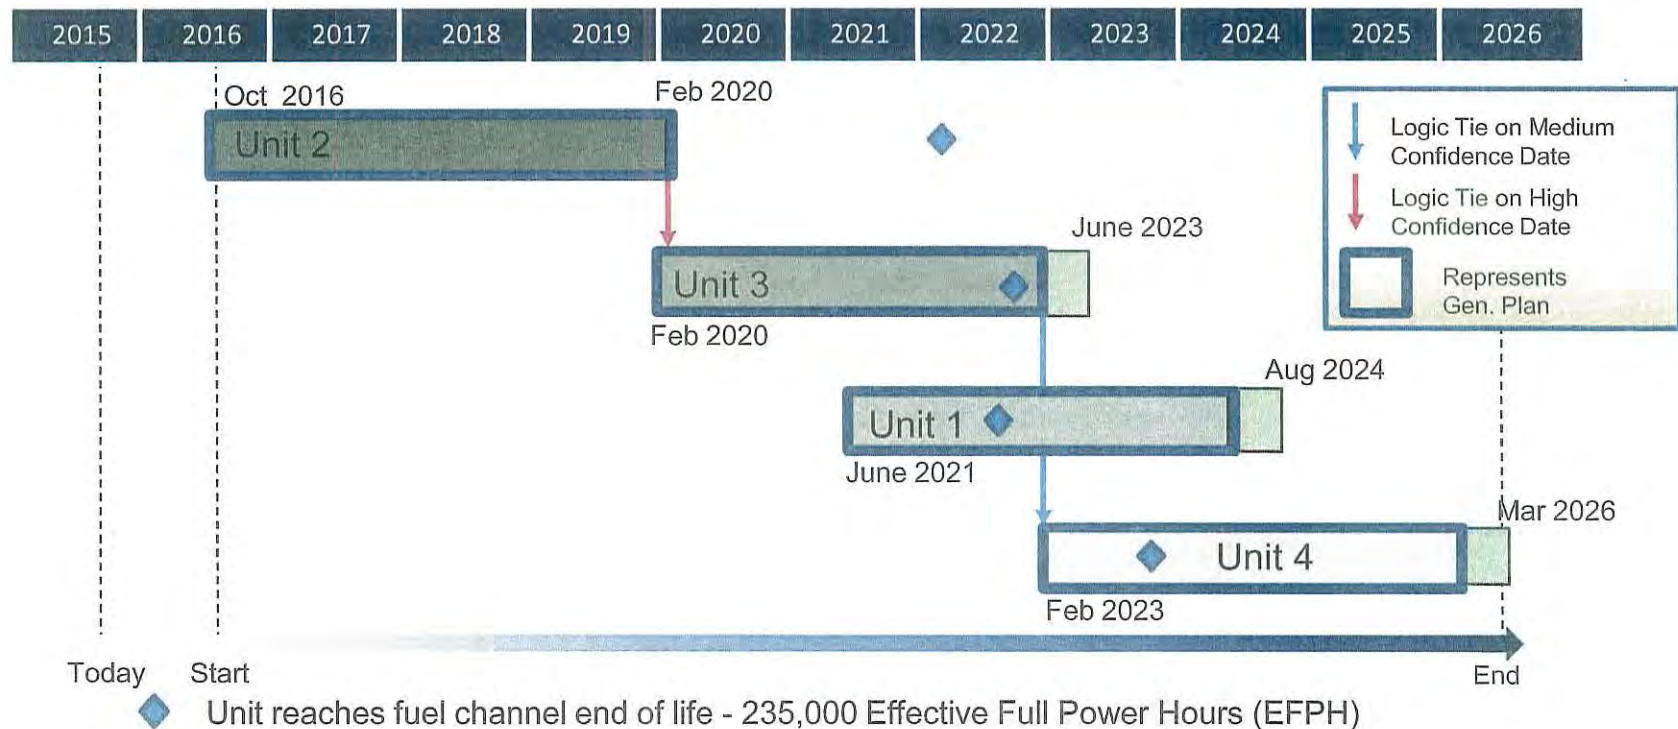 2015 2016 2017 2018 2019 2020 2021 2022 2023 2024 2025 2026
Oct 2016
Feb 2020
Unit 2
Logic Tie on Medium
Confidence Date
Logic Tie on High
Confidence Date
Represents
Gen. Plan
June 2023
Unit 3
Feb 2020
Aug 2024
Unit 1
June 2021
Mar 2026
Unit 4
Feb 2023
Today Start End
Unit reaches fuel channel end of life - 235,000 Effective Full Power Hours (EFPH)